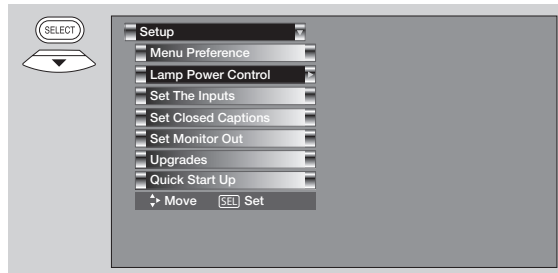 SELECT
Setup
Menu Preference
Lamp Power Control
Set The Inputs
Set Closed Captions
Set Monitor Out
Upgrades
Quick Start Up
Move SEL Set